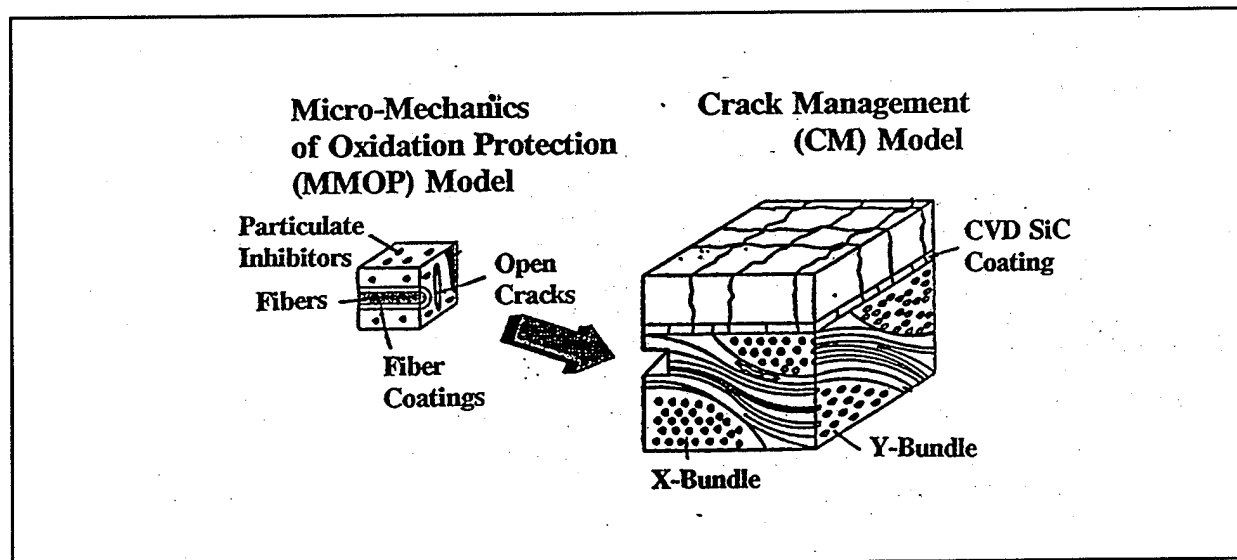 Micro-Mechanics
of Oxidation Protection
(MMOP) Model
Crack Management
(CM) Model
Particulate
Inhibitors
Fibers
Open
Cracks
Fiber
Coatings
CVD SiC
Coating
X-Bundle
Y-Bundle